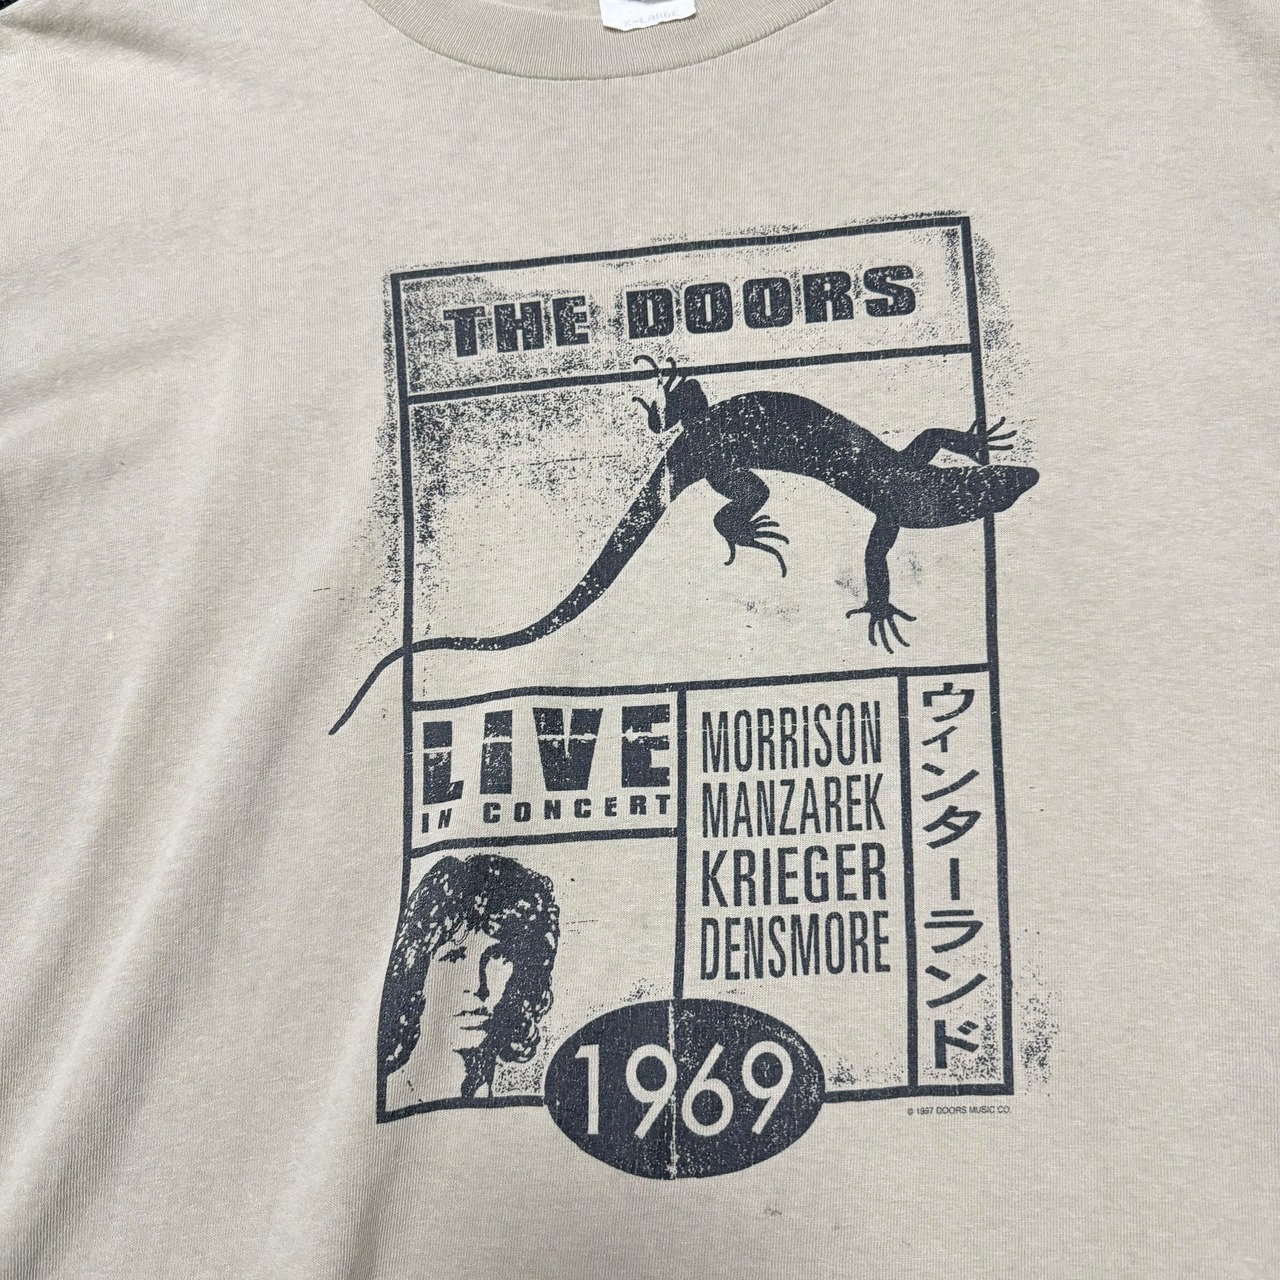 X-LARGE
THE DOORS
LIVE
IN CONCERT
MORRISON
MANZAREK
KRIEGER
DENSMORE
ウィンターランド
1969
© 1997 DOORS MUSIC CO.